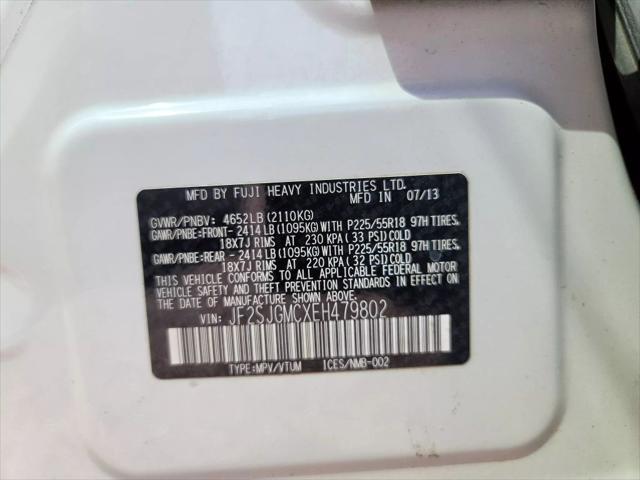 MFD BY FUJI HEAVY INDUSTRIES LTD.
MFD IN 07/13
GVWR/PNBV: 4652LB(2110KG)
GAWR/PNBE:FRONT-2414LB(1095KG)WITH P225/55R18 97H TIRES,
18X7J RIMS AT 230 KPA(33 PSI)COLD
GAWR/PNBE:REAR -2414LB(1095KG)WITH P225/55R18 97H TIRES,
18X7J RIMS AT 220 KPA(32 PSI)COLD
THIS VEHICLE CONFORMS TO ALL APPLICABLE FEDERAL MOTOR
VEHICLE SAFETY AND THEFT PREVENTION STANDARDS IN EFFECT ON
THE DATE OF MANUFACTURE SHOWN ABOVE.
VIN: JF2SJGMCXEH479802
TYPE:MPV/VTUM ICES/NMB-002